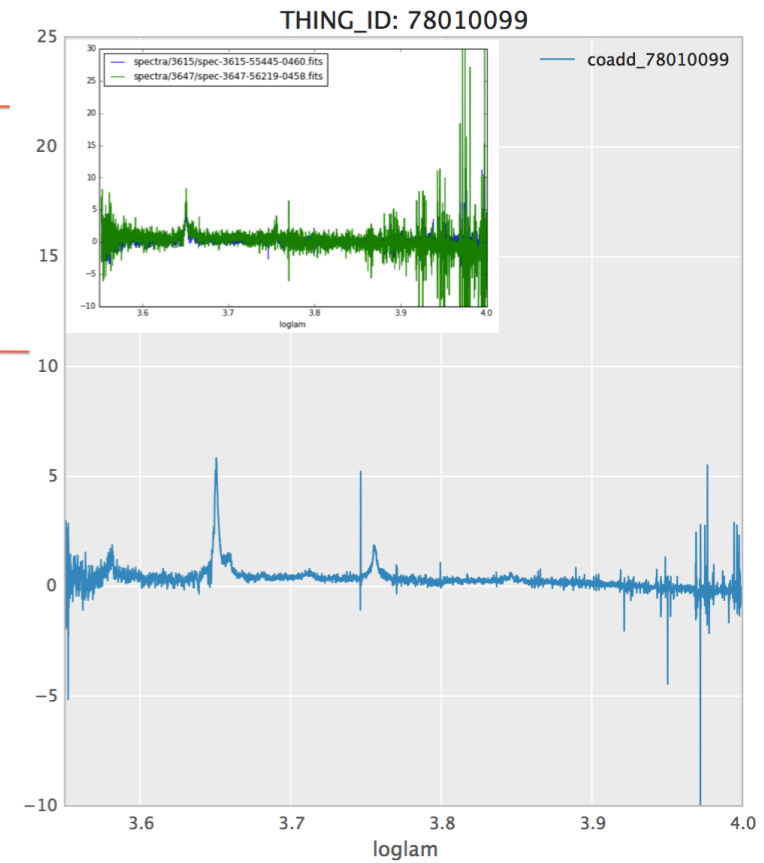 THING_ID: 78010099
25
20
15
10
5
0
−5
−10
coadd_78010099
30
25
20
15
10
5
0
−5
−10
spectra/3615/spec-3615-55445-0460.fits
spectra/3647/spec-3647-56219-0458.fits
3.6 3.7 3.8 3.9 4.0
loglam
3.6 3.7 3.8 3.9 4.0
loglam